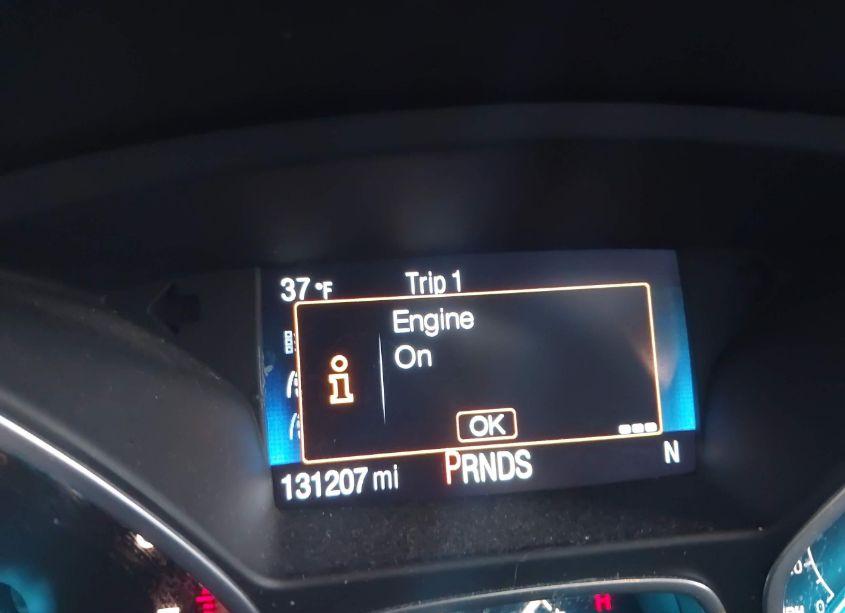 37 °F Trip 1
Engine
On
OK
131207 mi PRNDS N
H